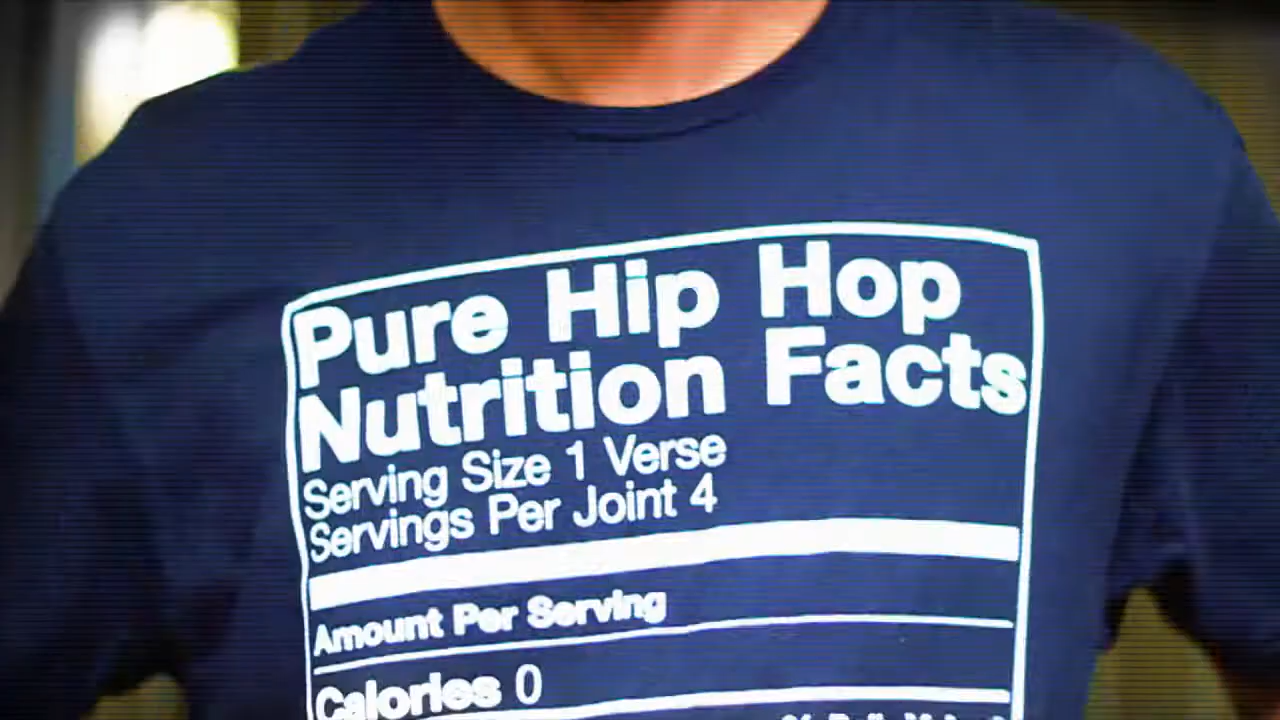 Pure Hip Hop
Nutrition Facts
Serving Size 1 Verse
Servings Per Joint 4
Amount Per Serving
Calories 0